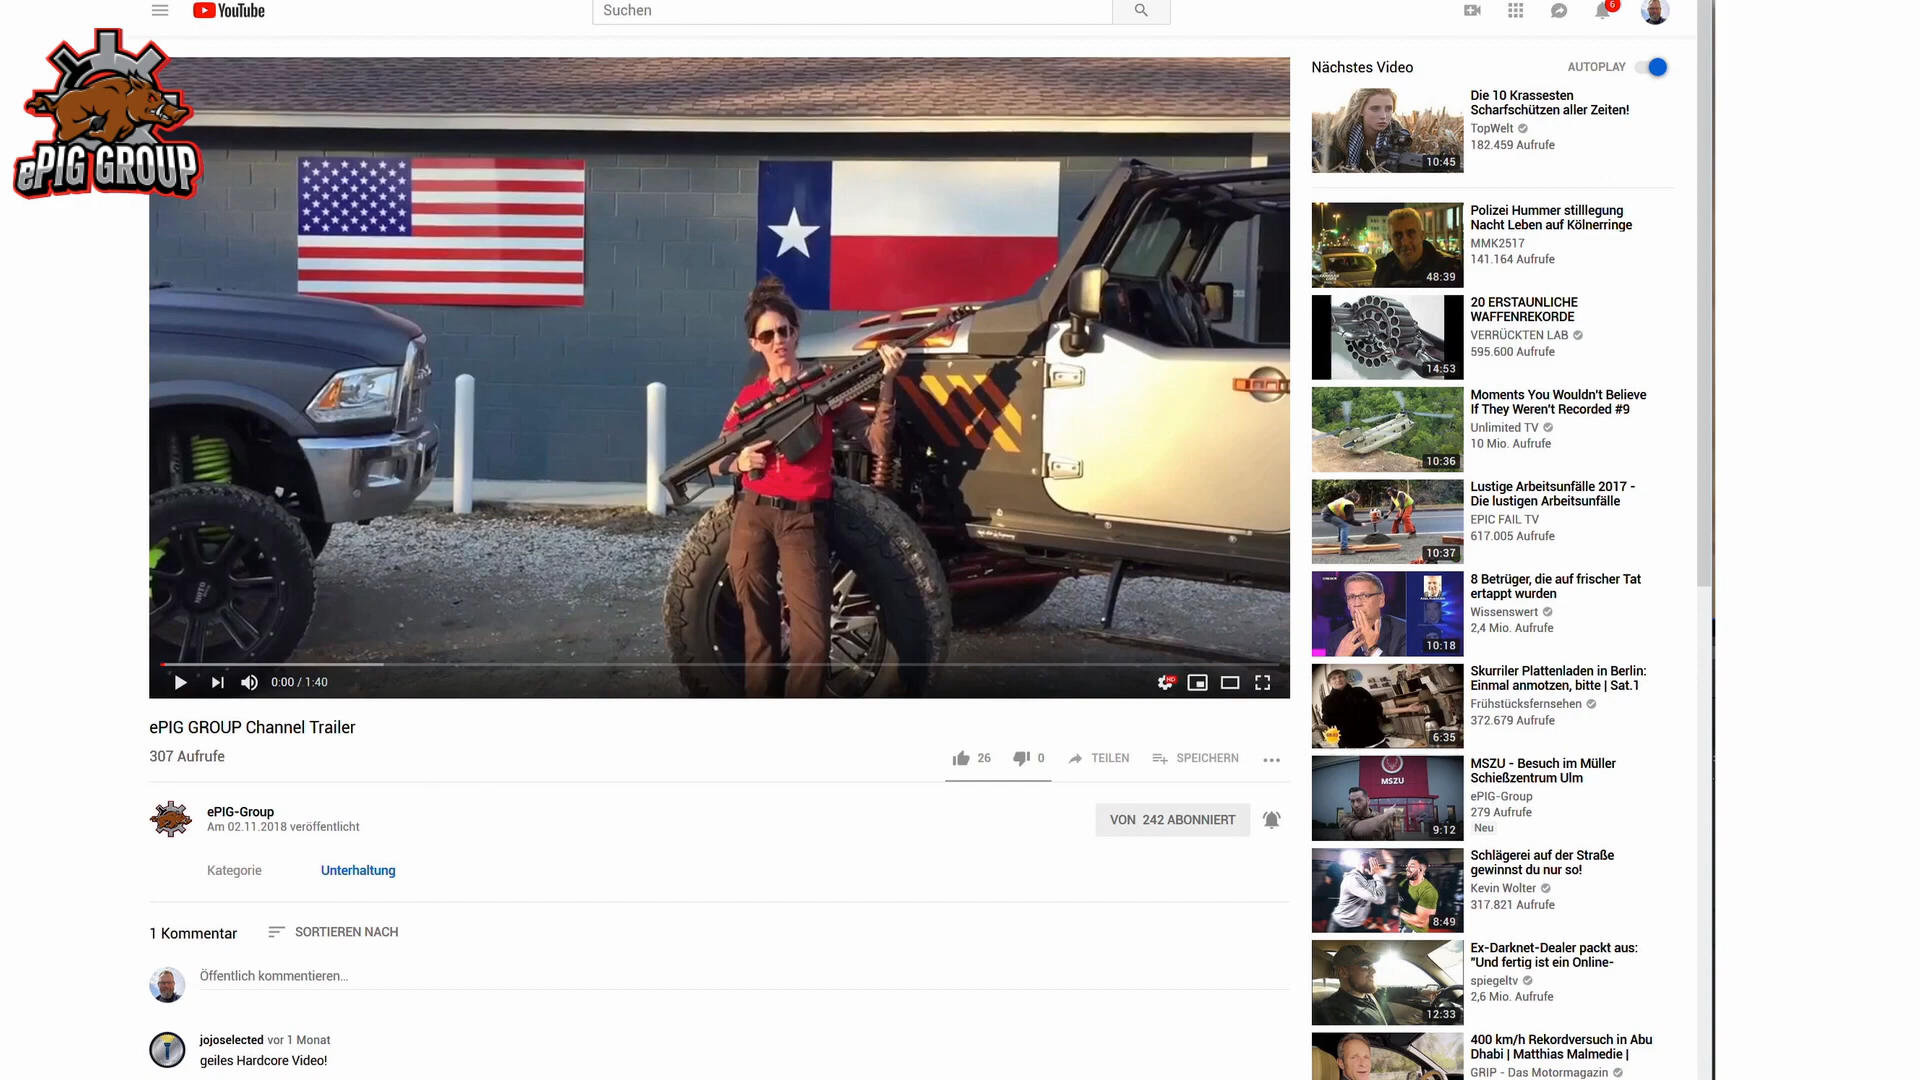 YouTube
Suchen
6
ePIG GROUP
0:00 / 1:40
HD
ePIG GROUP Channel Trailer
307 Aufrufe
26
0
TEILEN
SPEICHERN
ePIG-Group
Am 02.11.2018 veröffentlicht
VON 242 ABONNIERT
Kategorie
Unterhaltung
1 Kommentar
SORTIEREN NACH
Öffentlich kommentieren...
jojoselected vor 1 Monat
geiles Hardcore Video!
Nächstes Video
AUTOPLAY
10:45
Die 10 Krassesten
Scharfschützen aller Zeiten!
TopWelt
182.459 Aufrufe
48:39
Polizei Hummer stilllegung
Nacht Leben auf Kölnerringe
MMK2517
141.164 Aufrufe
14:53
20 ERSTAUNLICHE
WAFFENREKORDE
VERRÜCKTEN LAB
595.600 Aufrufe
10:36
Moments You Wouldn't Believe
If They Weren't Recorded #9
Unlimited TV
10 Mio. Aufrufe
10:37
Lustige Arbeitsunfälle 2017 -
Die lustigen Arbeitsunfälle
EPIC FAIL TV
617.005 Aufrufe
10:18
8 Betrüger, die auf frischer Tat
ertappt wurden
Wissenswert
2,4 Mio. Aufrufe
6:35
Skurriler Plattenladen in Berlin:
Einmal anmotzen, bitte | Sat.1
Frühstücksfernsehen
372.679 Aufrufe
MSZU
9:12
MSZU - Besuch im Müller
Schießzentrum Ulm
ePIG-Group
279 Aufrufe
Neu
8:49
Schlägerei auf der Straße
gewinnst du nur so!
Kevin Wolter
317.821 Aufrufe
12:33
Ex-Darknet-Dealer packt aus:
"Und fertig ist ein Online-
spiegeltv
2,6 Mio. Aufrufe
400 km/h Rekordversuch in Abu
Dhabi | Matthias Malmedie |
GRIP - Das Motormagazin